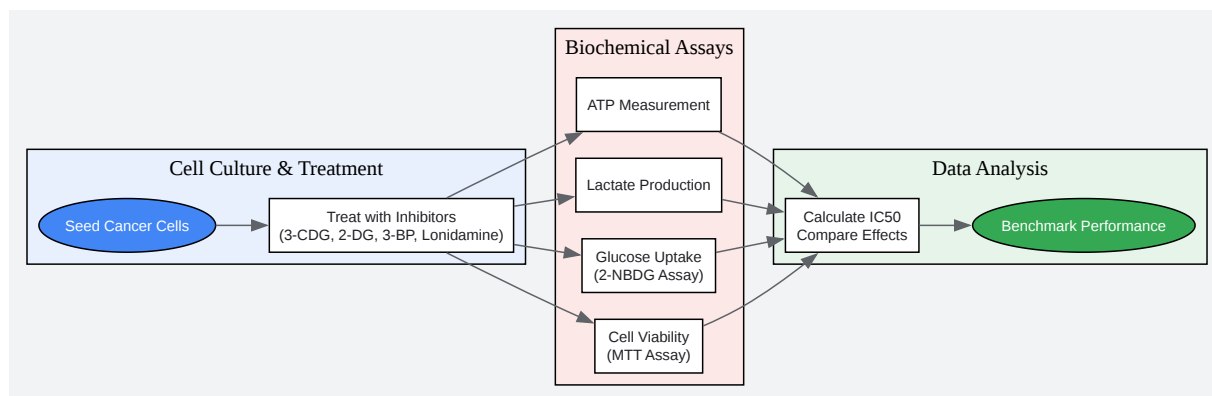 Cell Culture & Treatment
Seed Cancer Cells
Treat with Inhibitors
(3-CDG, 2-DG, 3-BP, Lonidamine)
Biochemical Assays
ATP Measurement
Lactate Production
Glucose Uptake
(2-NBDG Assay)
Cell Viability
(MTT Assay)
Data Analysis
Calculate IC50
Compare Effects
Benchmark Performance